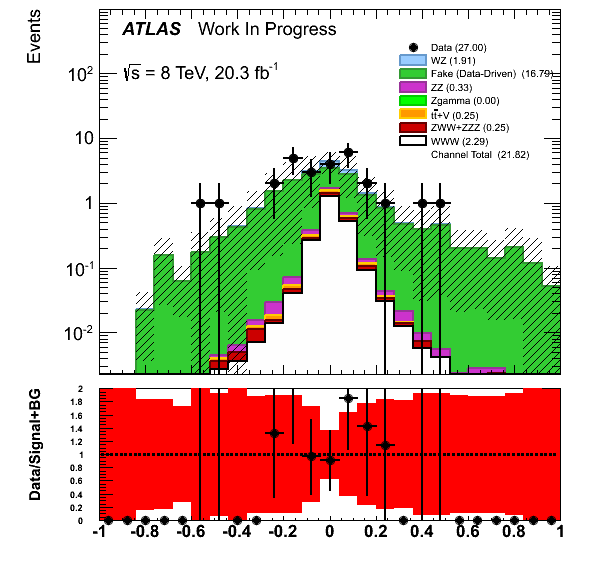 ATLAS Work In Progress
√s = 8 TeV, 20.3 fb⁻¹
Events
Data (27.00)
WZ (1.91)
Fake (Data-Driven) (16.79)
ZZ (0.33)
Zgamma (0.00)
tt̄+V (0.25)
ZWW+ZZZ (0.25)
WWW (2.29)
Channel Total (21.82)
10²
10
1
10⁻¹
10⁻²
Data/Signal+BG
2
1.8
1.6
1.4
1.2
1
0.8
0.6
0.4
0.2
0
-1 -0.8 -0.6 -0.4 -0.2 0 0.2 0.4 0.6 0.8 1